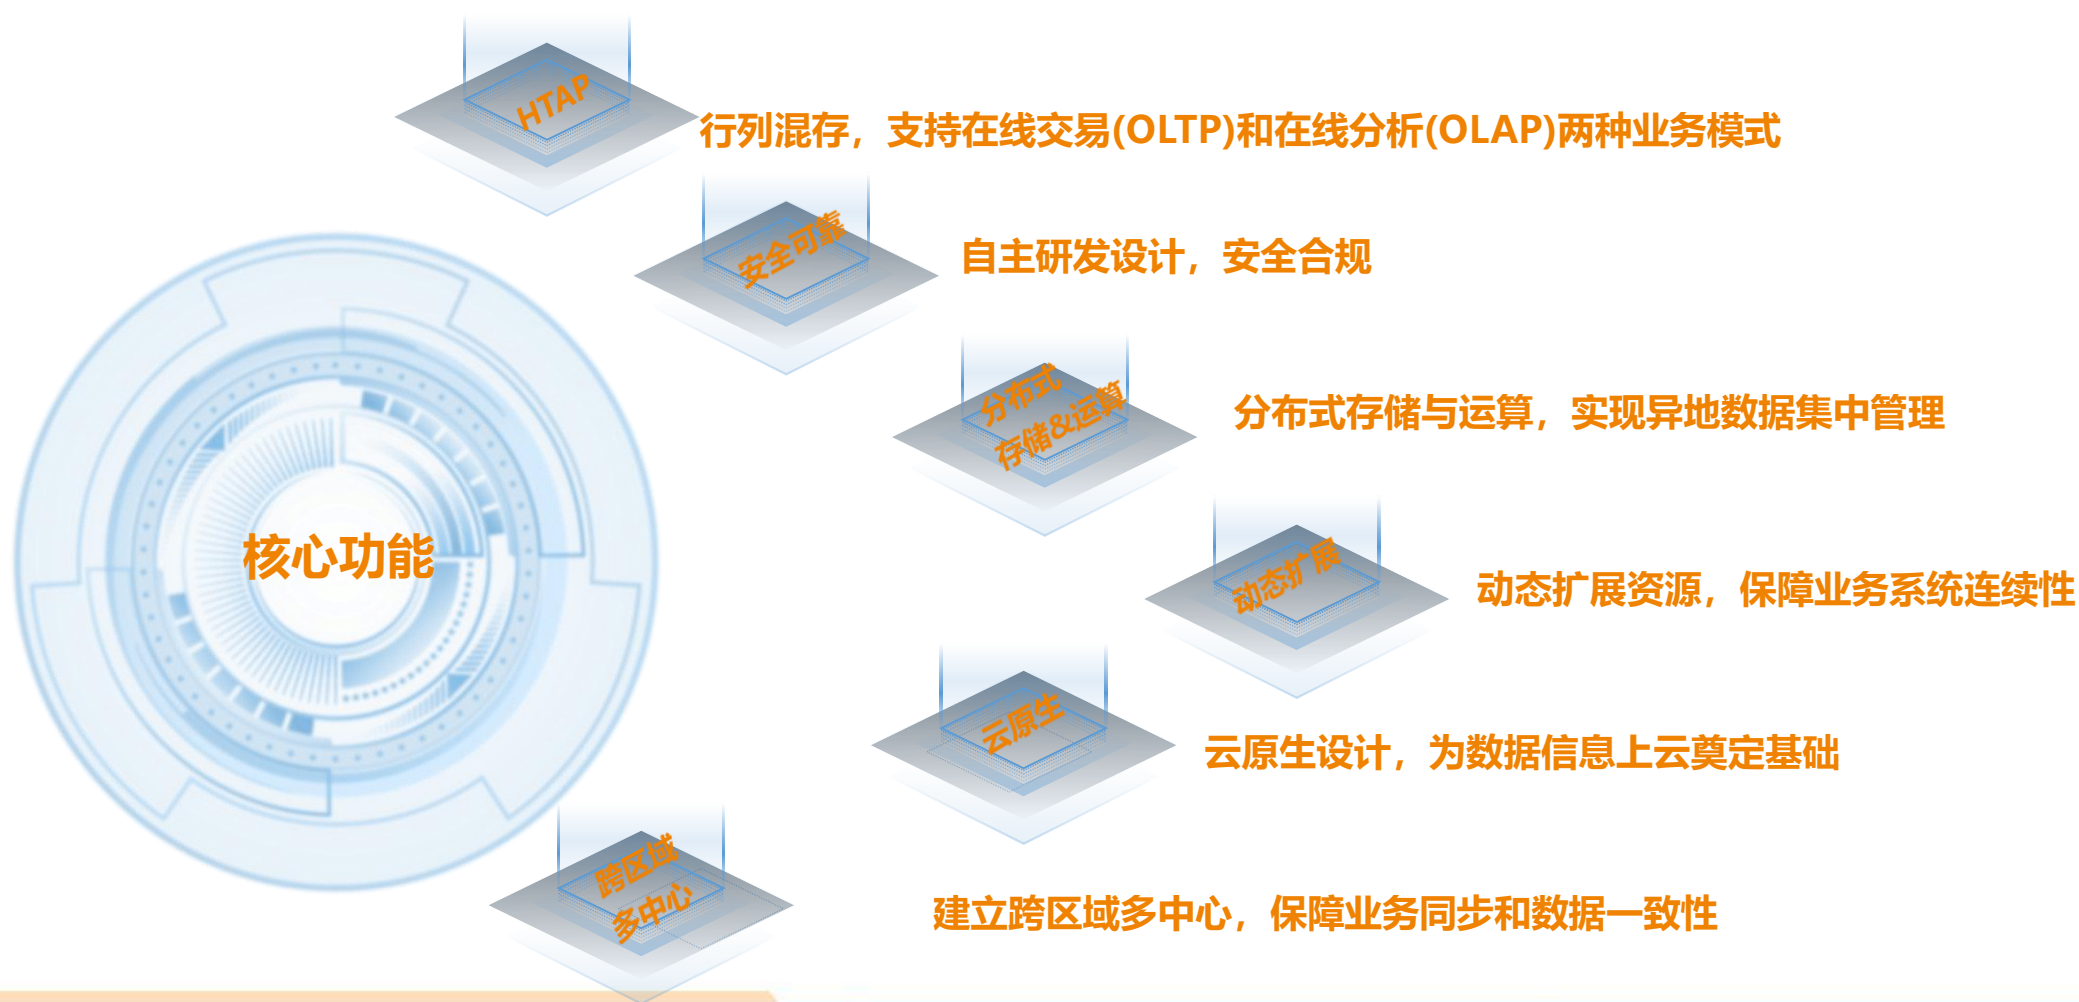 HTAP
行列混存，支持在线交易(OLTP)和在线分析(OLAP)两种业务模式
安全可靠
自主研发设计，安全合规
分布式
存储&运算
分布式存储与运算，实现异地数据集中管理
核心功能
动态扩展
动态扩展资源，保障业务系统连续性
云原生
云原生设计，为数据信息上云奠定基础
跨区域
多中心
建立跨区域多中心，保障业务同步和数据一致性